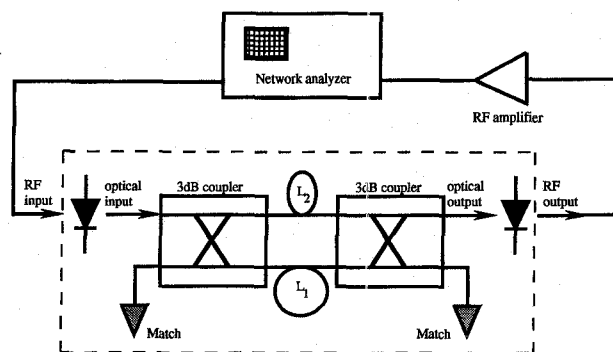 Network analyzer
RF amplifier
RF
input
optical
input
3dB coupler
L2
3dB coupler
optical
output
RF
output
L1
Match
Match